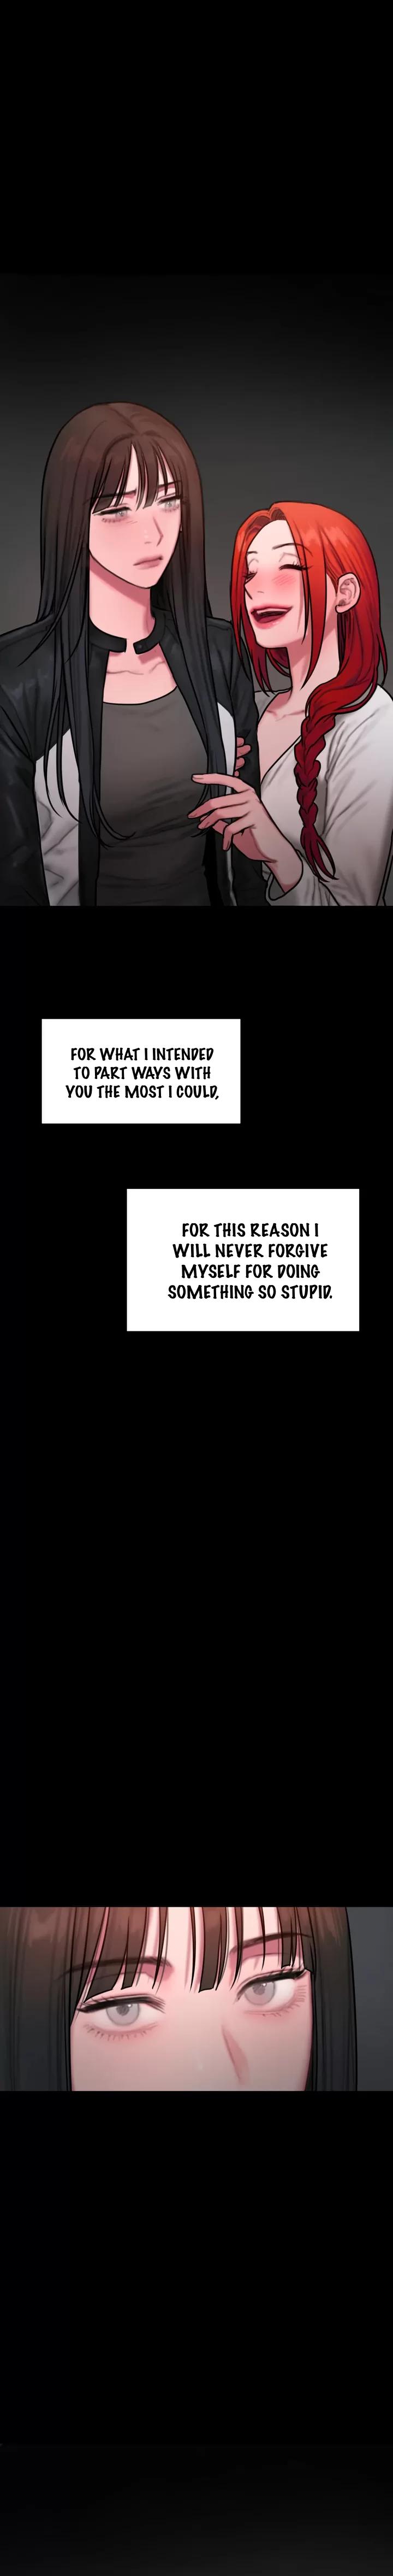 FOR WHAT I INTENDED
TO PART WAYS WITH
YOU THE MOST I COULD,
FOR THIS REASON I
WILL NEVER FORGIVE
MYSELF FOR DOING
SOMETHING SO STUPID.